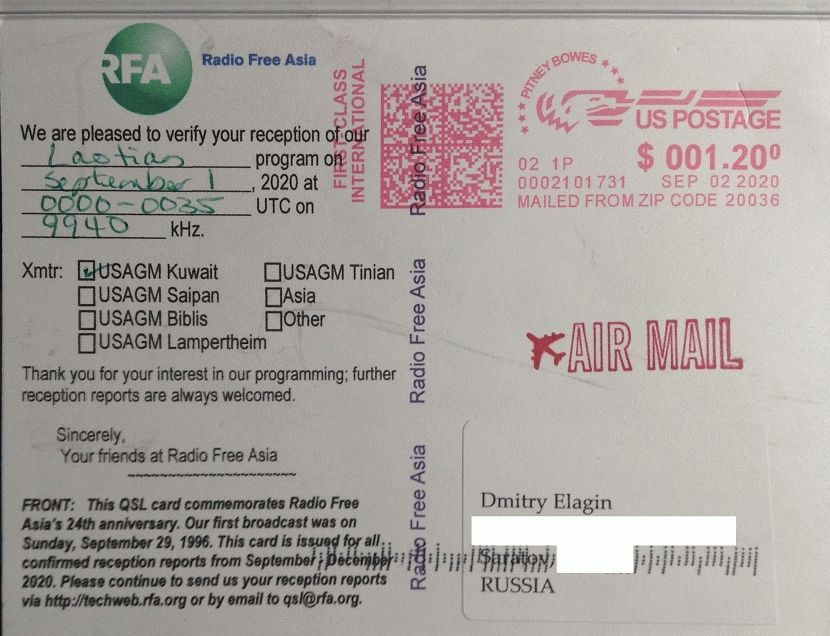 RFA
Radio Free Asia
We are pleased to verify your reception of our
Laotian program on
September 1, 2020 at
0000-0035 UTC on
9940 kHz.
Xmtr: USAGM Kuwait USAGM Tinian
USAGM Saipan Asia
USAGM Biblis Other
USAGM Lampertheim
Thank you for your interest in our programming; further
reception reports are always welcomed.
Sincerely,
Your friends at Radio Free Asia
FRONT: This QSL card commemorates Radio Free
Asia's 24th anniversary. Our first broadcast was on
Sunday, September 29, 1996. This card is issued for all
confirmed reception reports from September - December
2020. Please continue to send us your reception reports
via http://techweb.rfa.org or by email to qsl@rfa.org.
Radio Free Asia
Radio Free Asia
Radio Free Asia
FIRST-CLASS
INTERNATIONAL
PITNEY BOWES
US POSTAGE
02 1P $ 001.20⁰
0002101731 SEP 02 2020
MAILED FROM ZIP CODE 20036
AIR MAIL
Dmitry Elagin
Saratov,
RUSSIA